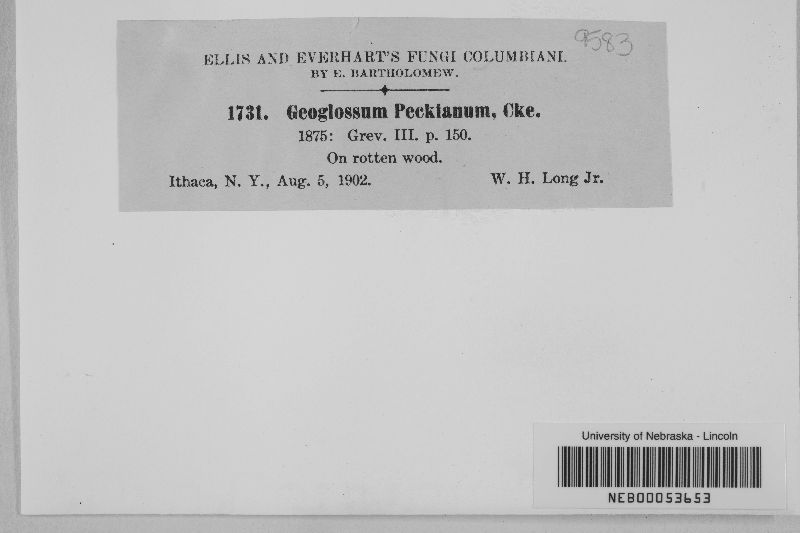 9583
ELLIS AND EVERHART'S FUNGI COLUMBIANI.
BY E. BARTHOLOMEW.
1731. Geoglossum Peckianum, Cke.
1875: Grev. III. p. 150.
On rotten wood.
Ithaca, N. Y., Aug. 5, 1902. W. H. Long Jr.
University of Nebraska - Lincoln
NEB00053653